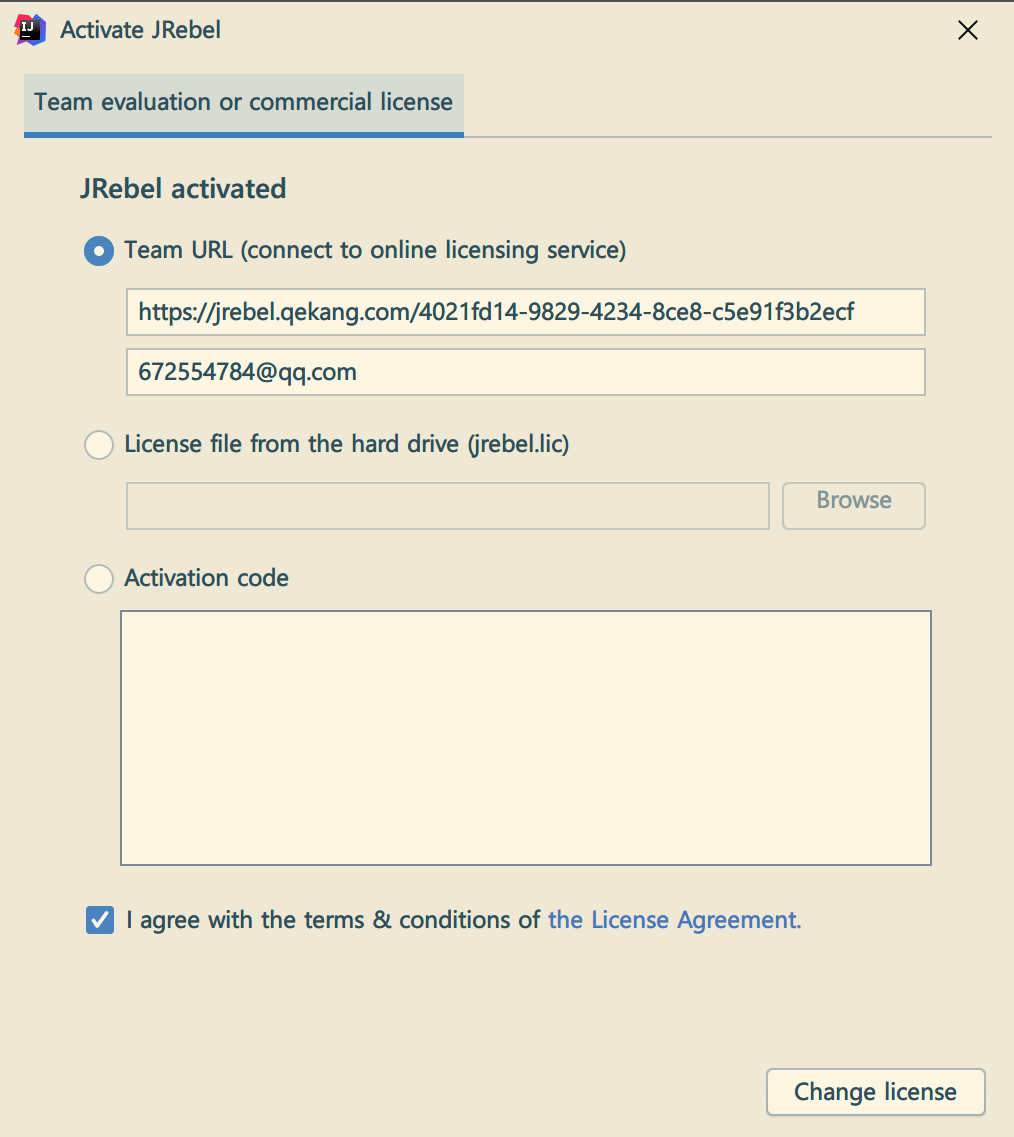 IJ
Activate JRebel
Team evaluation or commercial license
JRebel activated
Team URL (connect to online licensing service)
https://jrebel.qekang.com/4021fd14-9829-4234-8ce8-c5e91f3b2ecf
672554784@qq.com
License file from the hard drive (jrebel.lic)
Browse
Activation code
I agree with the terms & conditions of the License Agreement.
Change license